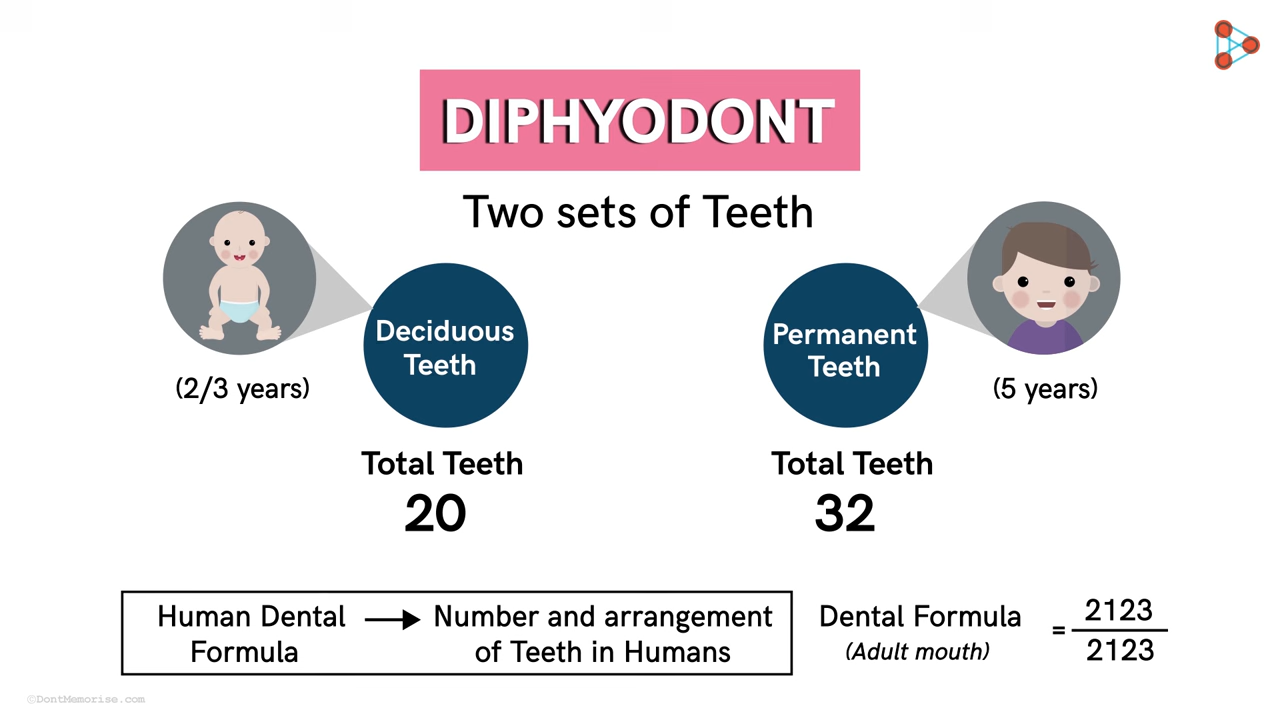 DIPHYODONT
Two sets of Teeth
Deciduous
Teeth
(2/3 years)
Total Teeth
20
Permanent
Teeth
(5 years)
Total Teeth
32
Human Dental
Formula
Number and arrangement
of Teeth in Humans
Dental Formula
(Adult mouth)
= 2123
2123
©DontMemorise.com